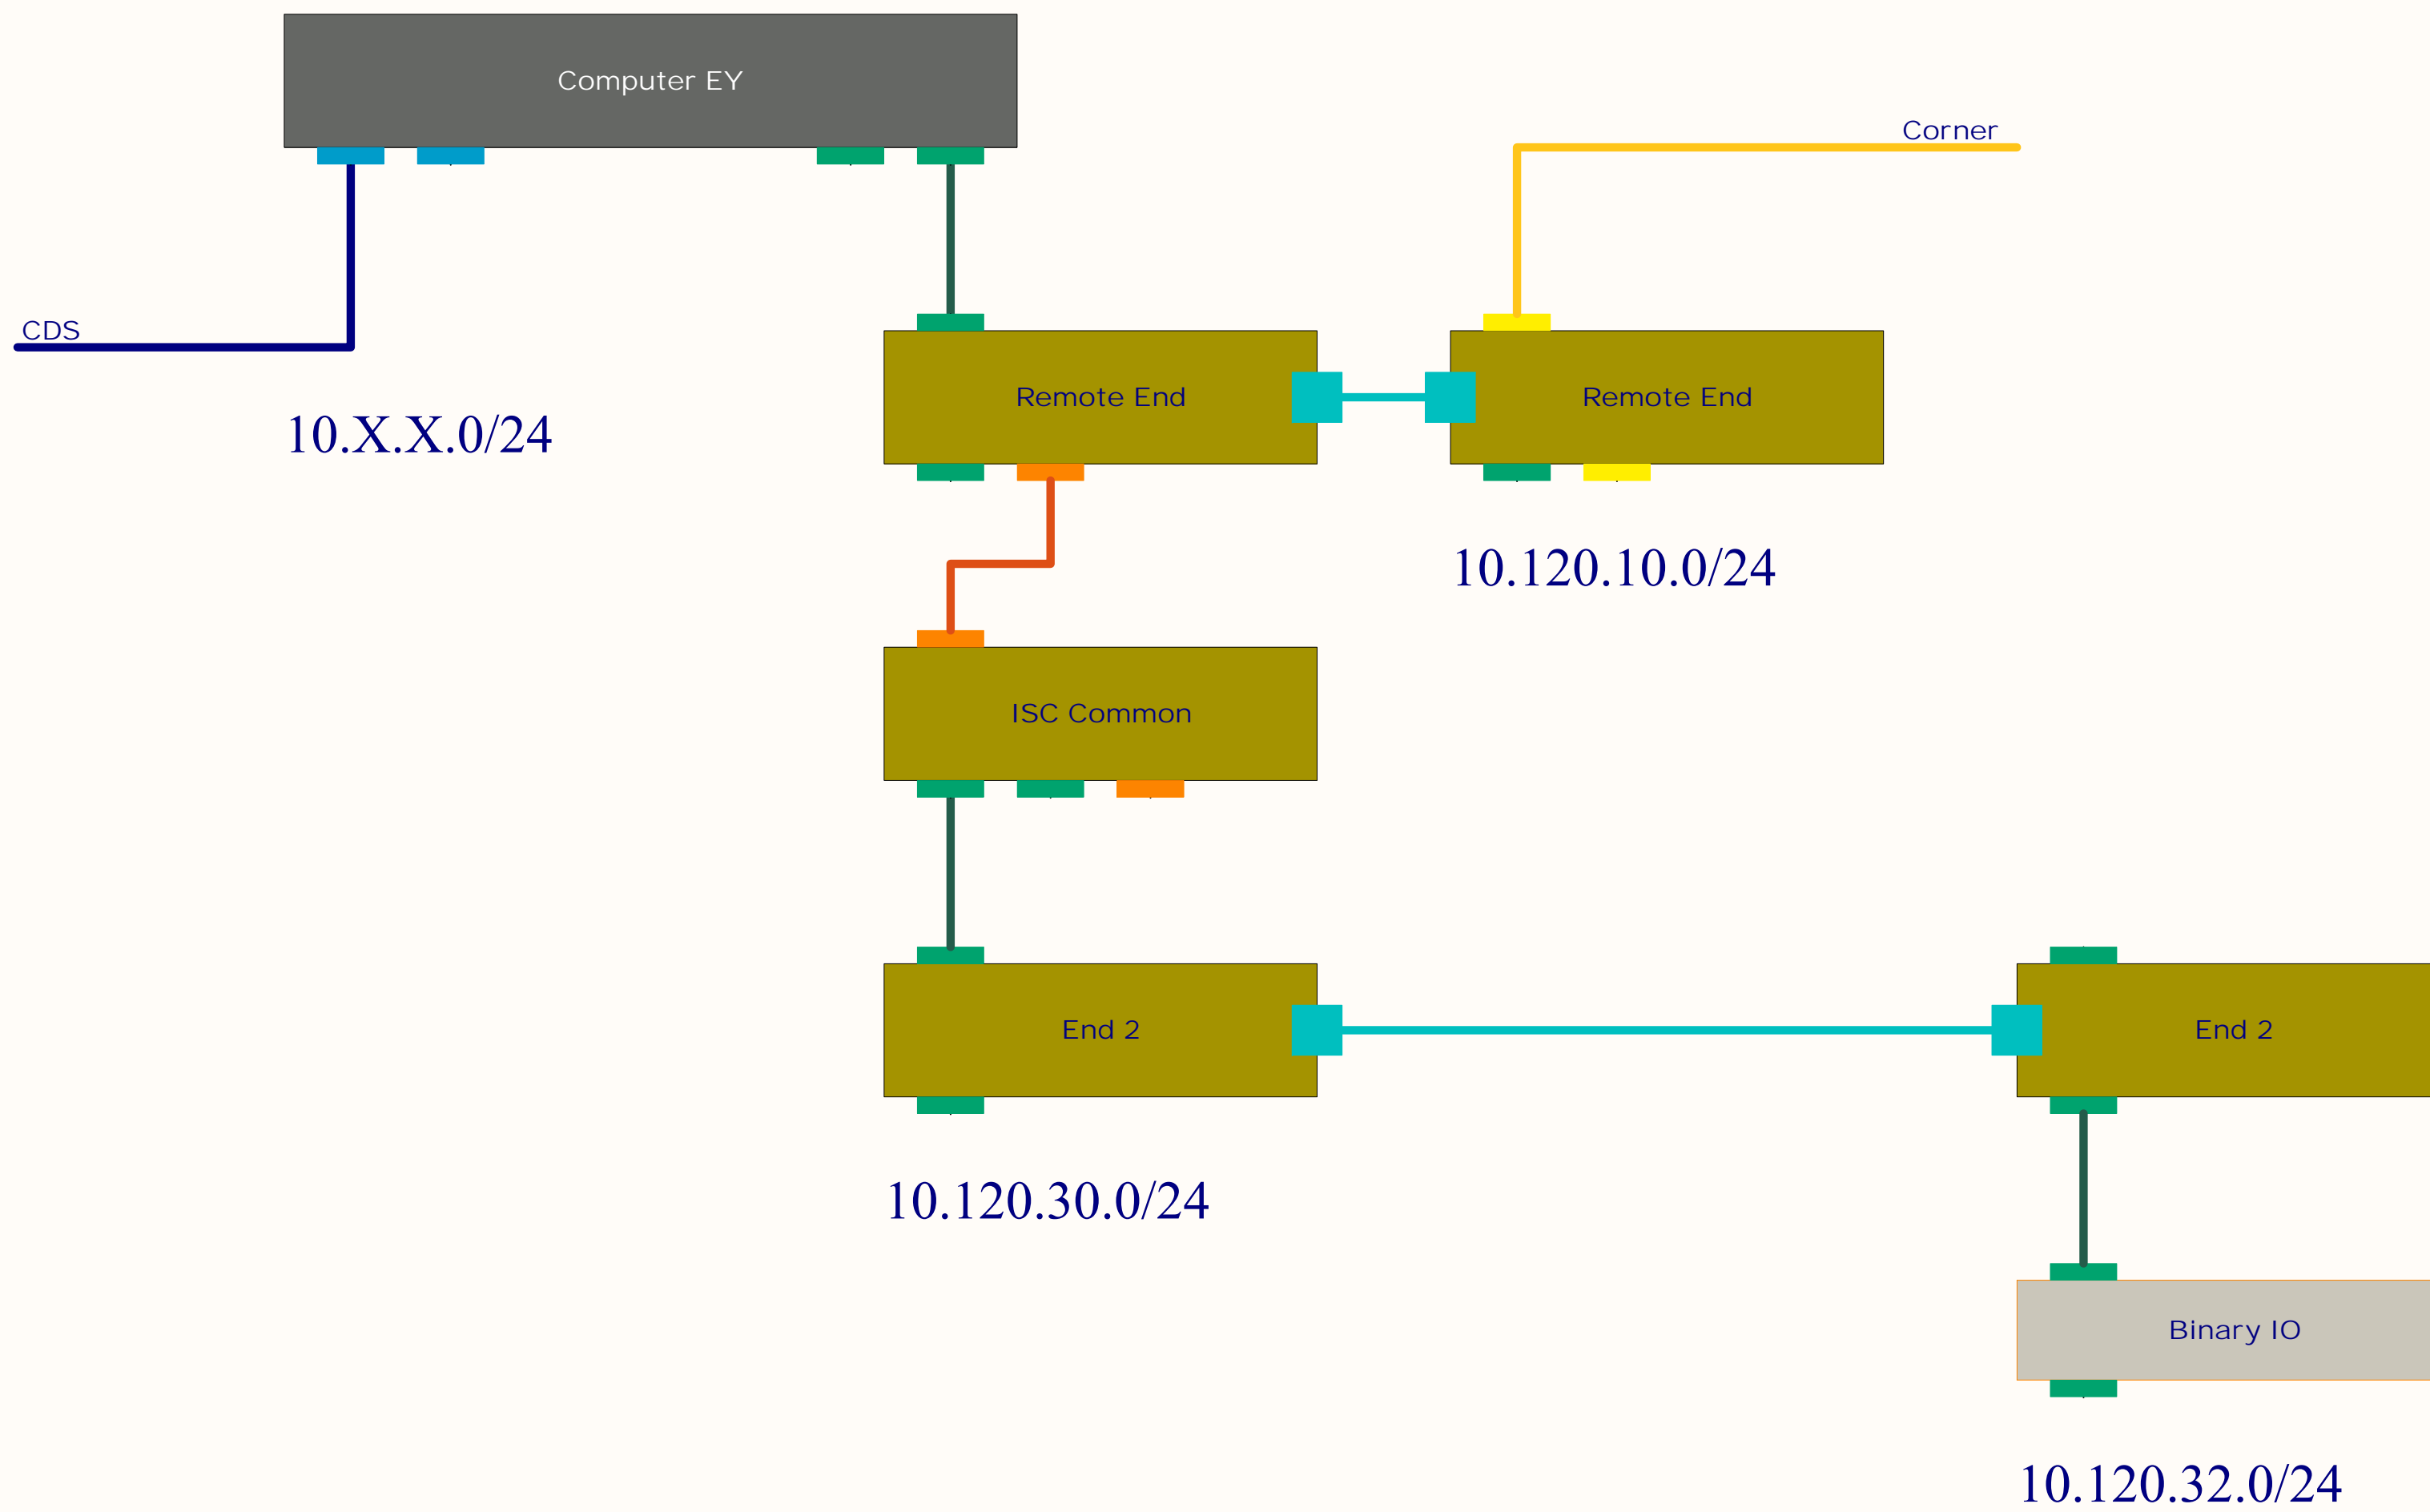 Computer EY
Corner
CDS
Remote End
Remote End
10.X.X.0/24
10.120.10.0/24
ISC Common
End 2
End 2
10.120.30.0/24
Binary IO
10.120.32.0/24